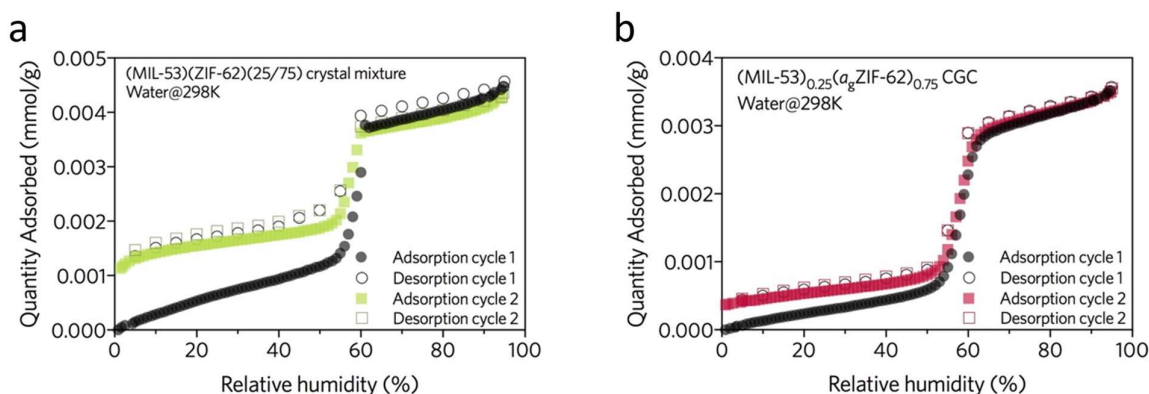 a
(MIL-53)(ZIF-62)(25/75) crystal mixture
Water@298K
Quantity Adsorbed (mmol/g)
0.005
0.004
0.003
0.002
0.001
0.000
Adsorption cycle 1
Desorption cycle 1
Adsorption cycle 2
Desorption cycle 2
0 20 40 60 80 100
Relative humidity (%)
b
(MIL-53)0.25(agZIF-62)0.75 CGC
Water@298K
Quantity Adsorbed (mmol/g)
0.004
0.003
0.002
0.001
0.000
Adsorption cycle 1
Desorption cycle 1
Adsorption cycle 2
Desorption cycle 2
0 20 40 60 80 100
Relative humidity (%)